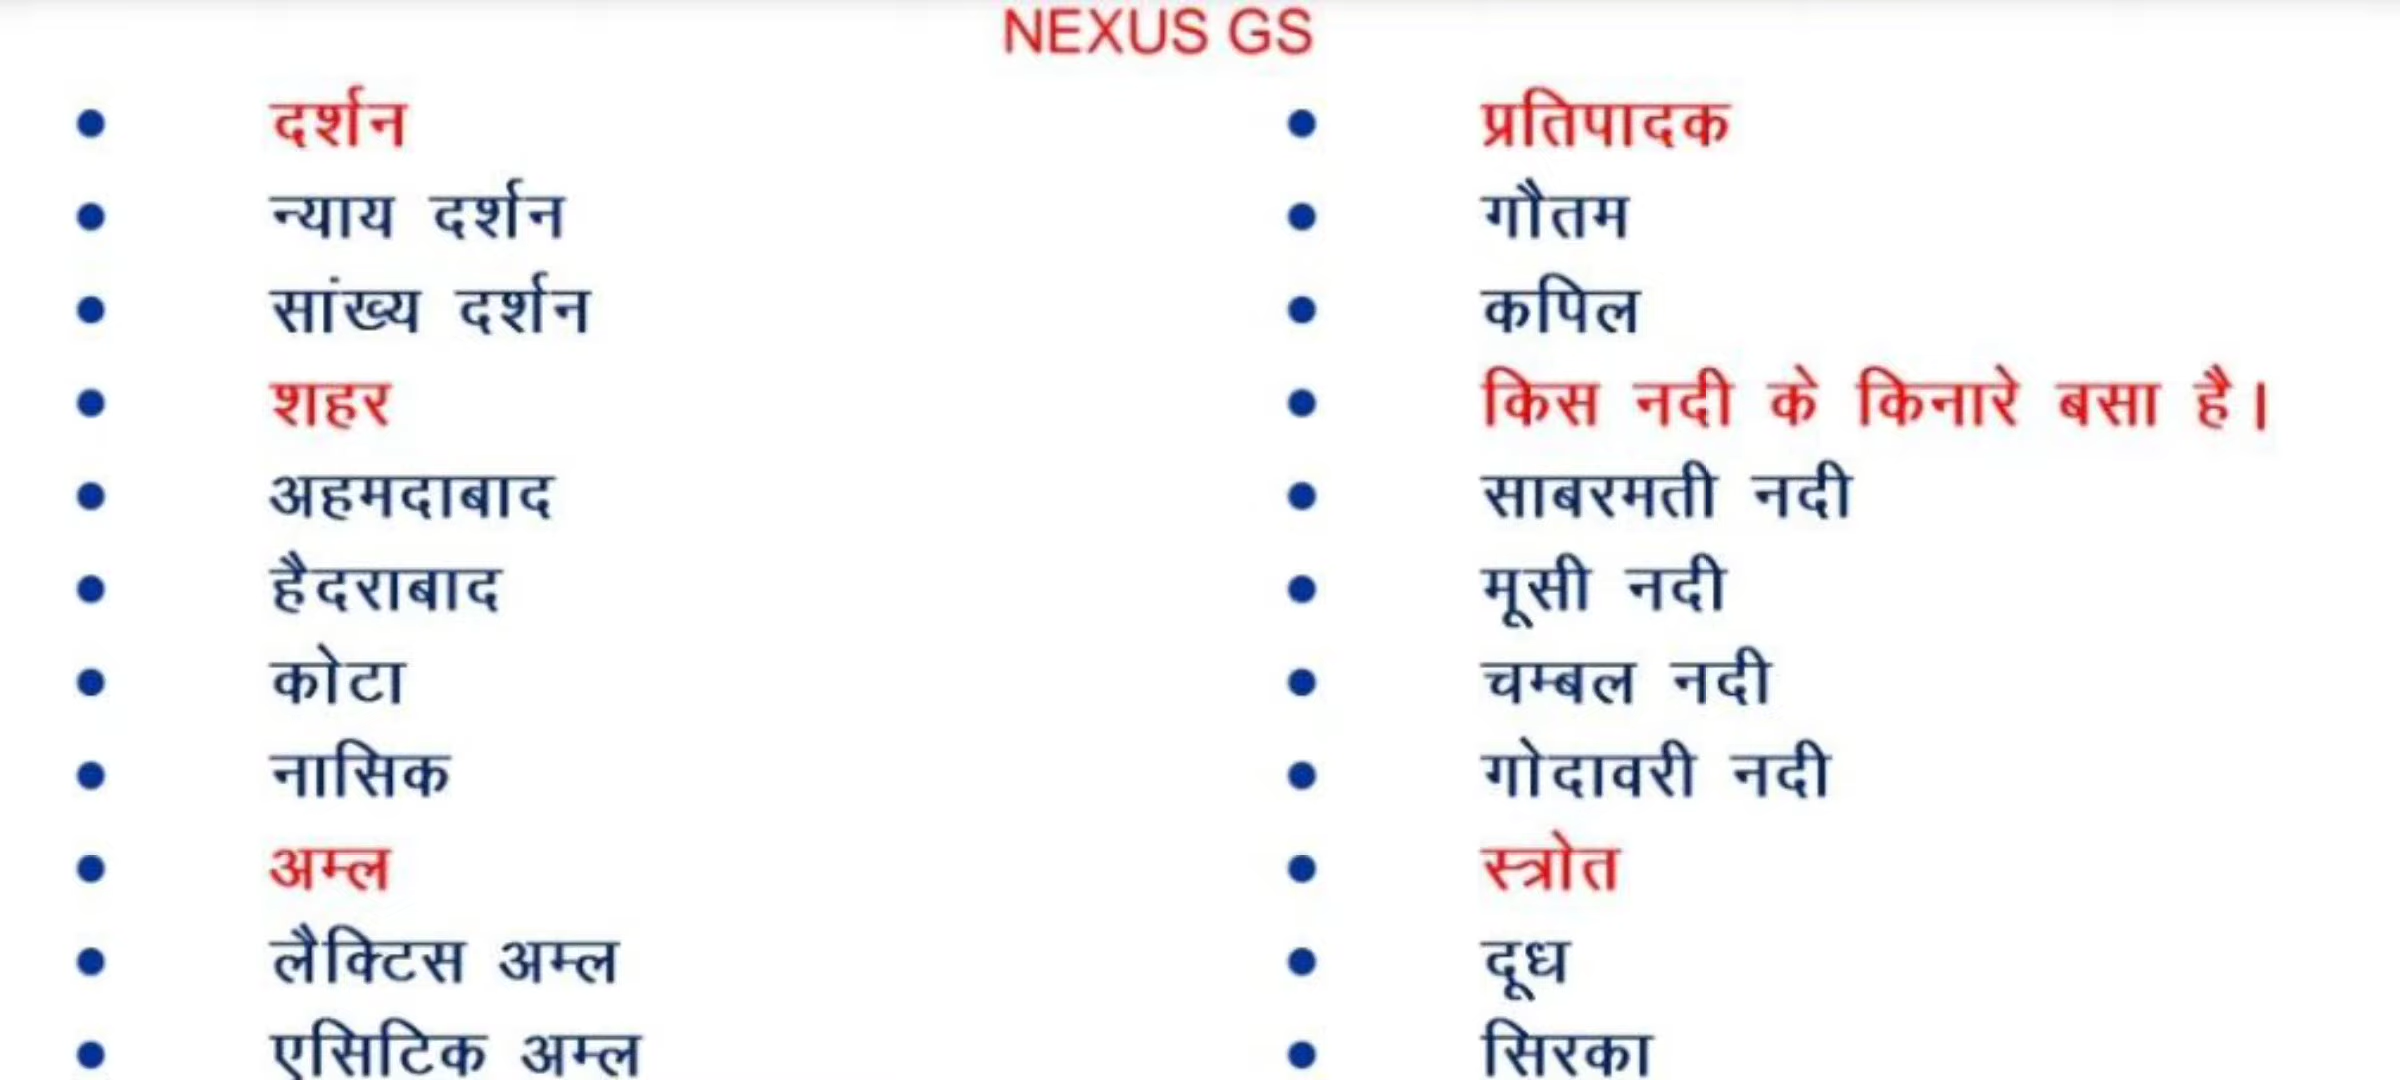 NEXUS GS
दर्शन प्रतिपादक
न्याय दर्शन गौतम
सांख्य दर्शन कपिल
शहर किस नदी के किनारे बसा है।
अहमदाबाद साबरमती नदी
हैदराबाद मूसी नदी
कोटा चम्बल नदी
नासिक गोदावरी नदी
अम्ल स्त्रोत
लैक्टिस अम्ल दूध
एसिटिक अम्ल सिरका